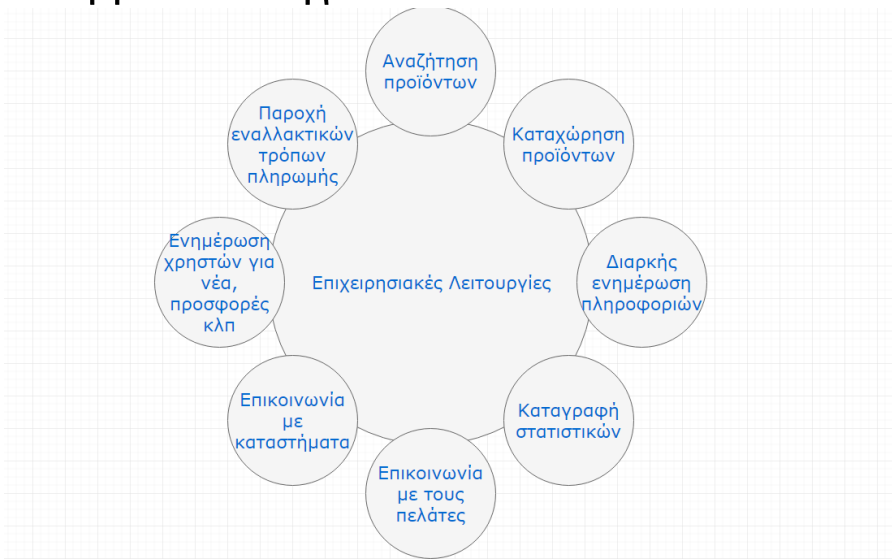 Αναζήτηση
προϊόντων
Παροχή
εναλλακτικών
τρόπων
πληρωμής
Καταχώρηση
προϊόντων
Ενημέρωση
χρηστών για
νέα,
προσφορές
κλπ
Επιχειρησιακές Λειτουργίες
Διαρκής
ενημέρωση
πληροφοριών
Επικοινωνία
με
καταστήματα
Καταγραφή
στατιστικών
Επικοινωνία
με τους
πελάτες